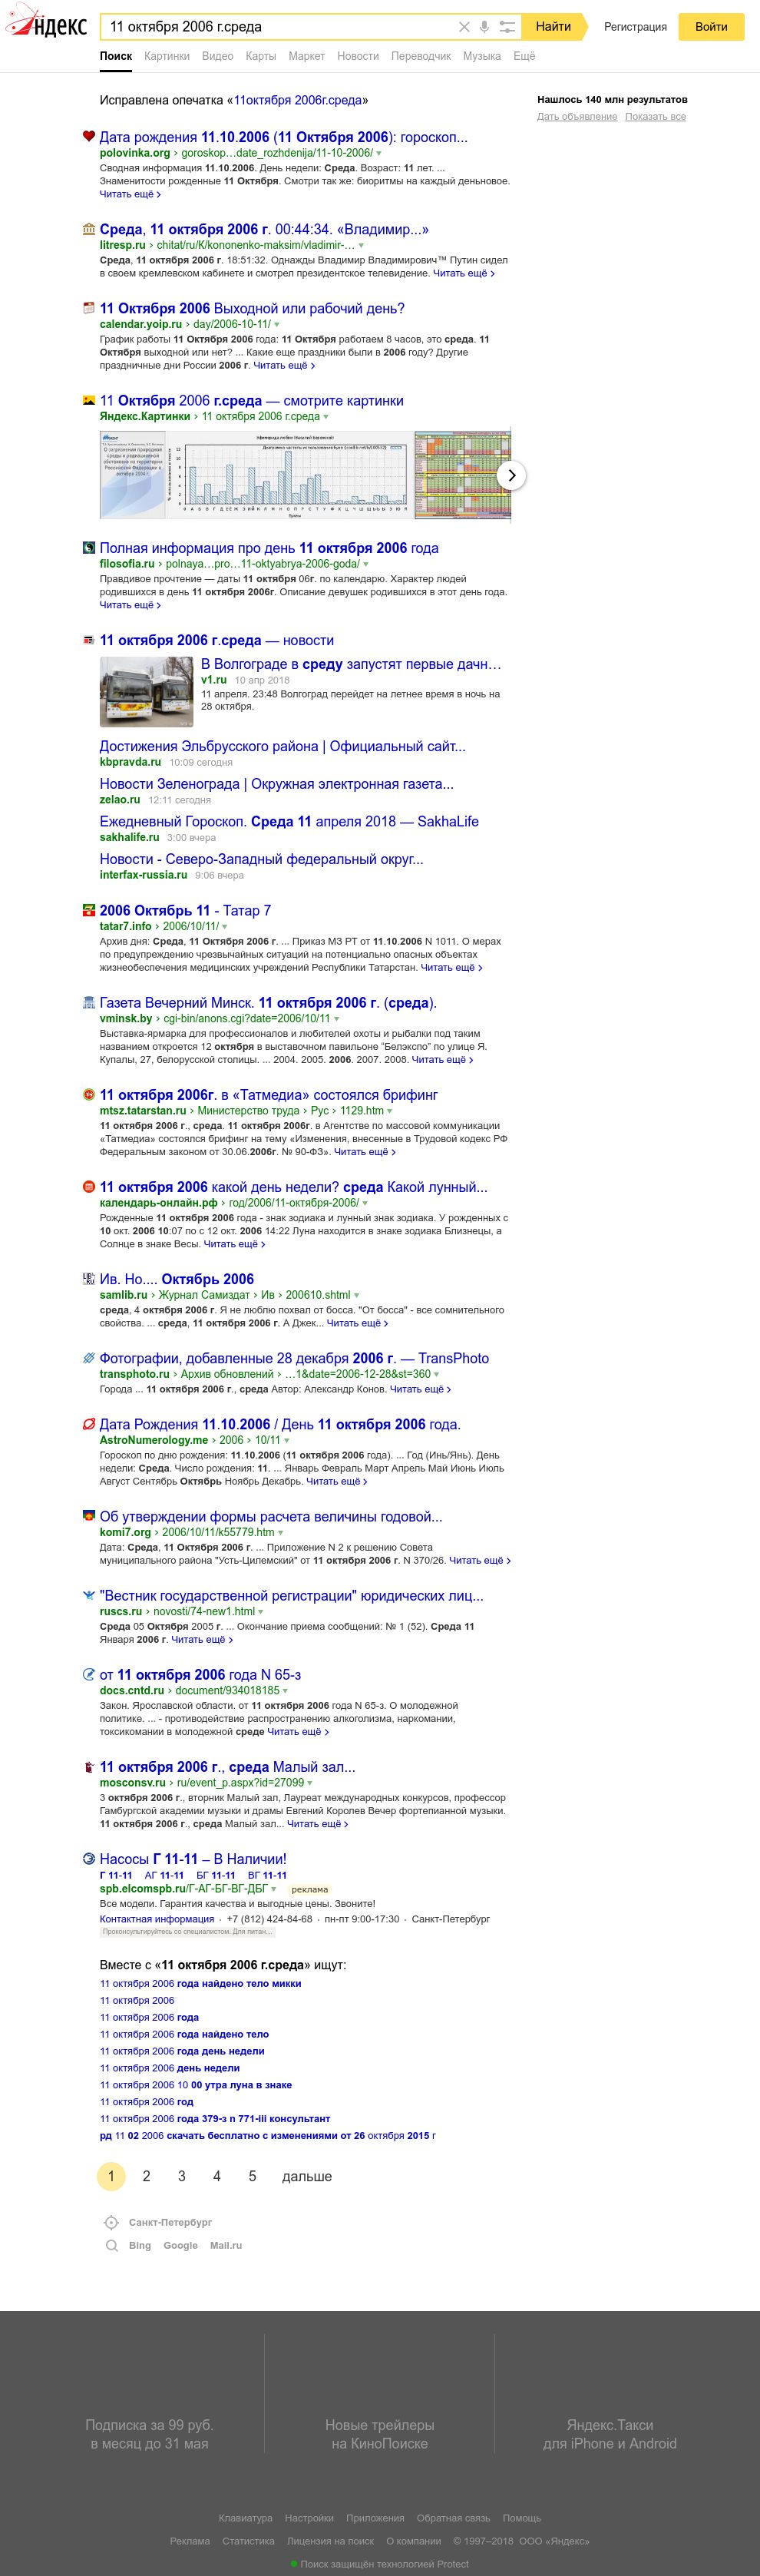 Яндекс
11 октября 2006 г.среда
Найти
Регистрация
Войти
Поиск Картинки Видео Карты Маркет Новости Переводчик Музыка Ещё
Исправлена опечатка «11октября 2006г.среда»
Нашлось 140 млн результатов
Дать объявление Показать все
Дата рождения 11.10.2006 (11 Октября 2006): гороскоп...
polovinka.org › goroskop…date_rozhdenija/11-10-2006/
Сводная информация 11.10.2006. День недели: Среда. Возраст: 11 лет. ...
Знаменитости рожденные 11 Октября. Смотри так же: биоритмы на каждый деньновое.
Читать ещё ›
Среда, 11 октября 2006 г. 00:44:34. «Владимир...»
litresp.ru › chitat/ru/К/kononenko-maksim/vladimir-…
Среда, 11 октября 2006 г. 18:51:32. Однажды Владимир Владимирович™ Путин сидел
в своем кремлевском кабинете и смотрел президентское телевидение. Читать ещё ›
11 Октября 2006 Выходной или рабочий день?
calendar.yoip.ru › day/2006-10-11/
График работы 11 Октября 2006 года: 11 Октября работаем 8 часов, это среда. 11
Октября выходной или нет? ... Какие еще праздники были в 2006 году? Другие
праздничные дни России 2006 г. Читать ещё ›
11 Октября 2006 г.среда — смотрите картинки
Яндекс.Картинки › 11 октября 2006 г.среда
Полная информация про день 11 октября 2006 года
filosofia.ru › polnaya…pro…11-oktyabrya-2006-goda/
Правдивое прочтение — даты 11 октября 06г. по календарю. Характер людей
родившихся в день 11 октября 2006г. Описание девушек родившихся в этот день года.
Читать ещё ›
11 октября 2006 г.среда — новости
В Волгограде в среду запустят первые дачн…
v1.ru 10 апр 2018
11 апреля. 23:48 Волгоград перейдет на летнее время в ночь на
28 октября.
Достижения Эльбрусского района | Официальный сайт...
kbpravda.ru 10:09 сегодня
Новости Зеленограда | Окружная электронная газета...
zelao.ru 12:11 сегодня
Ежедневный Гороскоп. Среда 11 апреля 2018 — SakhaLife
sakhalife.ru 3:00 вчера
Новости - Северо-Западный федеральный округ...
interfax-russia.ru 9:06 вчера
2006 Октябрь 11 - Татар 7
tatar7.info › 2006/10/11/
Архив дня: Среда, 11 Октября 2006 г. ... Приказ МЗ РТ от 11.10.2006 N 1011. О мерах
по предупреждению чрезвычайных ситуаций на потенциально опасных объектах
жизнеобеспечения медицинских учреждений Республики Татарстан. Читать ещё ›
Газета Вечерний Минск. 11 октября 2006 г. (среда).
vminsk.by › cgi-bin/anons.cgi?date=2006/10/11
Выставка-ярмарка для профессионалов и любителей охоты и рыбалки под таким
названием откроется 12 октября в выставочном павильоне "Белэкспо" по улице Я.
Купалы, 27, белорусской столицы. ... 2004. 2005. 2006. 2007. 2008. Читать ещё ›
11 октября 2006г. в «Татмедиа» состоялся брифинг
mtsz.tatarstan.ru › Министерство труда › Рус › 1129.htm
11 октября 2006 г., среда. 11 октября 2006г. в Агентстве по массовой коммуникации
«Татмедиа» состоялся брифинг на тему «Изменения, внесенные в Трудовой кодекс РФ
Федеральным законом от 30.06.2006г. № 90-ФЗ». Читать ещё ›
11 октября 2006 какой день недели? среда Какой лунный...
календарь-онлайн.рф › год/2006/11-октября-2006/
Рожденные 11 октября 2006 года - знак зодиака и лунный знак зодиака. У рожденных с
10 окт. 2006 10:07 по с 12 окт. 2006 14:22 Луна находится в знаке зодиака Близнецы, а
Солнце в знаке Весы. Читать ещё ›
Ив. Но.... Октябрь 2006
samlib.ru › Журнал Самиздат › Ив › 200610.shtml
среда, 4 октября 2006 г. Я не люблю похвал от босса. "От босса" - все сомнительного
свойства. ... среда, 11 октября 2006 г. А Джек... Читать ещё ›
Фотографии, добавленные 28 декабря 2006 г. — TransPhoto
transphoto.ru › Архив обновлений › …1&date=2006-12-28&st=360
Города ... 11 октября 2006 г., среда Автор: Александр Конов. Читать ещё ›
Дата Рождения 11.10.2006 / День 11 октября 2006 года.
AstroNumerology.me › 2006 › 10/11
Гороскоп по дню рождения: 11.10.2006 (11 октября 2006 года). ... Год (Инь/Янь). День
недели: Среда. Число рождения: 11. ... Январь Февраль Март Апрель Май Июнь Июль
Август Сентябрь Октябрь Ноябрь Декабрь. Читать ещё ›
Об утверждении формы расчета величины годовой...
komi7.org › 2006/10/11/k55779.htm
Дата: Среда, 11 Октября 2006 г. ... Приложение N 2 к решению Совета
муниципального района "Усть-Цилемский" от 11 октября 2006 г. N 370/26. Читать ещё ›
"Вестник государственной регистрации" юридических лиц...
ruscs.ru › novosti/74-new1.html
Среда 05 Октября 2005 г. ... Окончание приема сообщений: № 1 (52). Среда 11
Января 2006 г. Читать ещё ›
от 11 октября 2006 года N 65-з
docs.cntd.ru › document/934018185
Закон. Ярославской области. от 11 октября 2006 года N 65-з. О молодежной
политике. ... - противодействие распространению алкоголизма, наркомании,
токсикомании в молодежной среде Читать ещё ›
11 октября 2006 г., среда Малый зал...
mosconsv.ru › ru/event_p.aspx?id=27099
3 октября 2006 г., вторник Малый зал, Лауреат международных конкурсов, профессор
Гамбургской академии музыки и драмы Евгений Королев Вечер фортепианной музыки.
11 октября 2006 г., среда Малый зал... Читать ещё ›
Насосы Г 11-11 – В Наличии!
Г 11-11 АГ 11-11 БГ 11-11 ВГ 11-11
spb.elcomspb.ru/Г-АГ-БГ-ВГ-ДБГ реклама
Все модели. Гарантия качества и выгодные цены. Звоните!
Контактная информация · +7 (812) 424-84-68 · пн-пт 9:00-17:30 · Санкт-Петербург
Проконсультируйтесь со специалистом. Для питан...
Вместе с «11 октября 2006 г.среда» ищут:
11 октября 2006 года найдено тело микки
11 октября 2006
11 октября 2006 года
11 октября 2006 года найдено тело
11 октября 2006 года день недели
11 октября 2006 день недели
11 октября 2006 10 00 утра луна в знаке
11 октября 2006 год
11 октября 2006 года 379-з n 771-iii консультант
рд 11 02 2006 скачать бесплатно с изменениями от 26 октября 2015 г
1 2 3 4 5 дальше
Санкт-Петербург
Bing Google Mail.ru
Подписка за 99 руб.
в месяц до 31 мая
Новые трейлеры
на КиноПоиске
Яндекс.Такси
для iPhone и Android
Клавиатура Настройки Приложения Обратная связь Помощь
Реклама Статистика Лицензия на поиск О компании © 1997–2018 ООО «Яндекс»
Поиск защищён технологией Protect